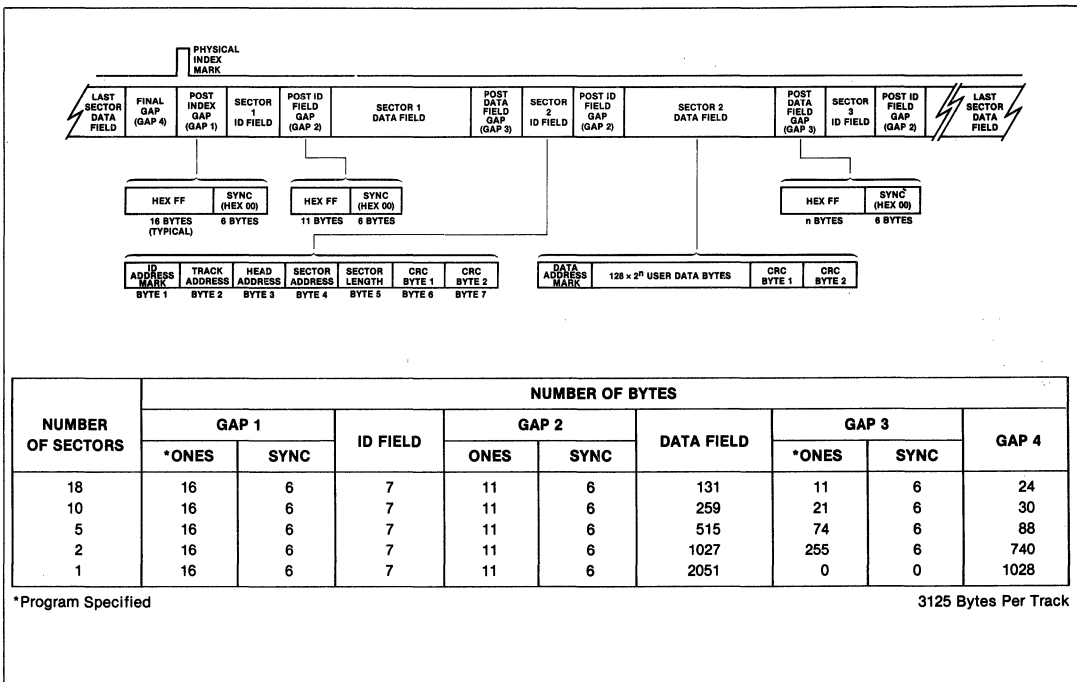 PHYSICAL
INDEX
MARK
LAST
SECTOR
DATA
FIELD
FINAL
GAP
(GAP 4)
POST
INDEX
GAP
(GAP 1)
SECTOR
1
ID FIELD
POST ID
FIELD
GAP
(GAP 2)
SECTOR 1
DATA FIELD
POST
DATA
FIELD
GAP
(GAP 3)
SECTOR
2
ID FIELD
POST ID
FIELD
GAP
(GAP 2)
SECTOR 2
DATA FIELD
POST
DATA
FIELD
GAP
(GAP 3)
SECTOR
3
ID FIELD
POST ID
FIELD
GAP
(GAP 2)
LAST
SECTOR
DATA
FIELD
HEX FF
SYNC
(HEX 00)
16 BYTES
(TYPICAL)
6 BYTES
HEX FF
SYNC
(HEX 00)
11 BYTES
6 BYTES
HEX FF
SYNC
(HEX 00)
n BYTES
6 BYTES
ID
ADDRESS
MARK
TRACK
ADDRESS
HEAD
ADDRESS
SECTOR
ADDRESS
SECTOR
LENGTH
CRC
BYTE 1
CRC
BYTE 2
BYTE 1 BYTE 2 BYTE 3 BYTE 4 BYTE 5 BYTE 6 BYTE 7
DATA
ADDRESS
MARK
128 × 2ⁿ USER DATA BYTES
CRC
BYTE 1
CRC
BYTE 2
NUMBER
OF SECTORS
NUMBER OF BYTES
GAP 1 ID FIELD GAP 2 DATA FIELD GAP 3 GAP 4
*ONES SYNC ONES SYNC *ONES SYNC
18 16 6 7 11 6 131 11 6 24
10 16 6 7 11 6 259 21 6 30
5 16 6 7 11 6 515 74 6 88
2 16 6 7 11 6 1027 255 6 740
1 16 6 7 11 6 2051 0 0 1028
*Program Specified
3125 Bytes Per Track